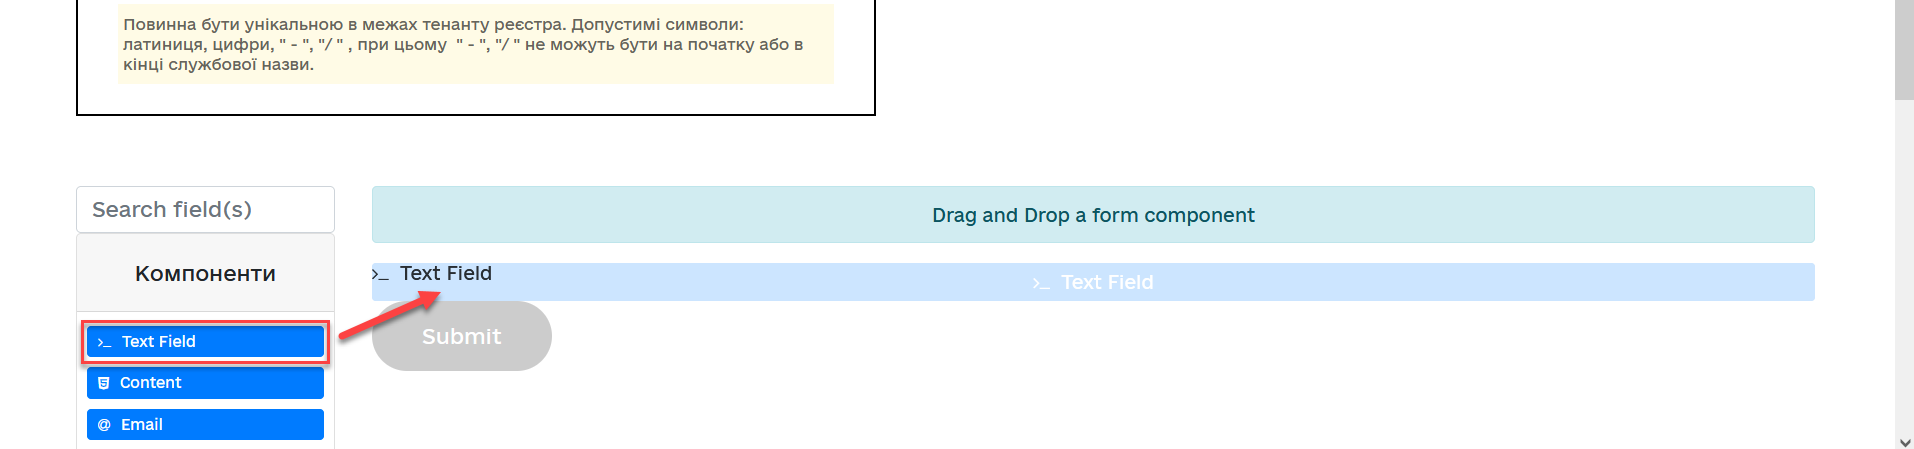 Повинна бути унікальною в межах тенанту реєстра. Допустимі символи:
латиниця, цифри, " - ", "/ " , при цьому " - ", "/ " не можуть бути на початку або в
кінці службової назви.
Search field(s)
Drag and Drop a form component
Компоненти
>_ Text Field
>_ Text Field
Submit
>_ Text Field
Content
@ Email